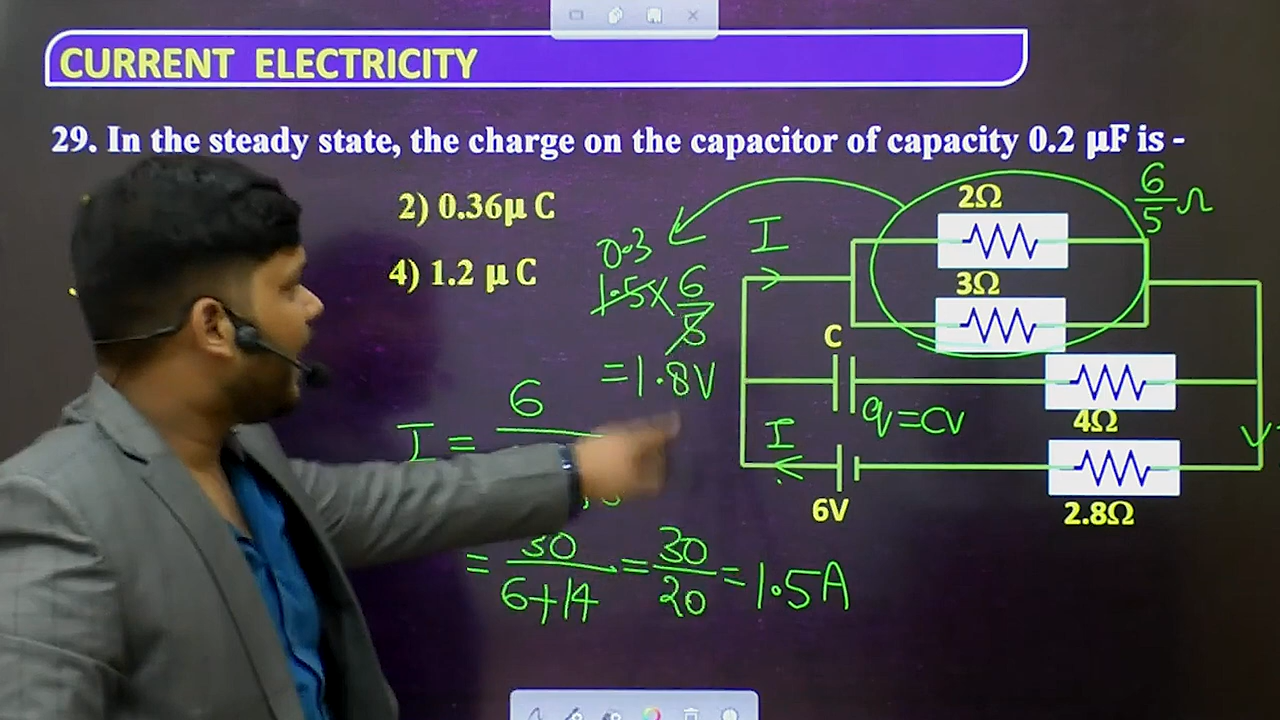 CURRENT ELECTRICITY
29. In the steady state, the charge on the capacitor of capacity 0.2 μF is -
2) 0.36μ C
4) 1.2 μ C
6/5 Ω
2Ω
I
3Ω
0.3
1.5×6/5
=1.8V
C
q=CV
4Ω
I
6V
2.8Ω
I = 6
= 30/6+14 = 30/20 = 1.5A